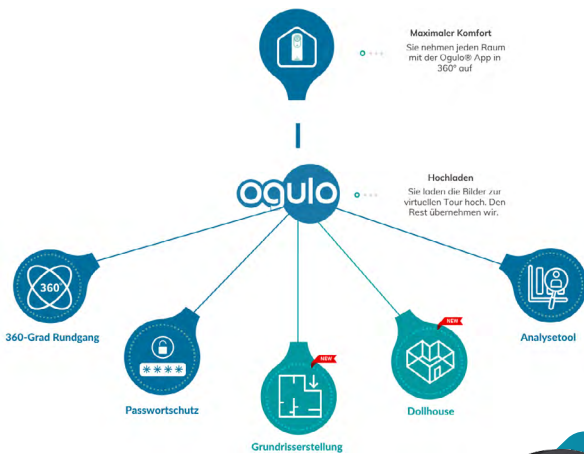 Maximaler Komfort
Sie nehmen jeden Raum
mit der Ogulo® App in
360° auf
ogulo
Hochladen
Sie laden die Bilder zur
virtuellen Tour hoch. Den
Rest übernehmen wir.
360°
360-Grad Rundgang
****
Passwortschutz
NEW
Grundrisserstellung
NEW
Dollhouse
Analysetool